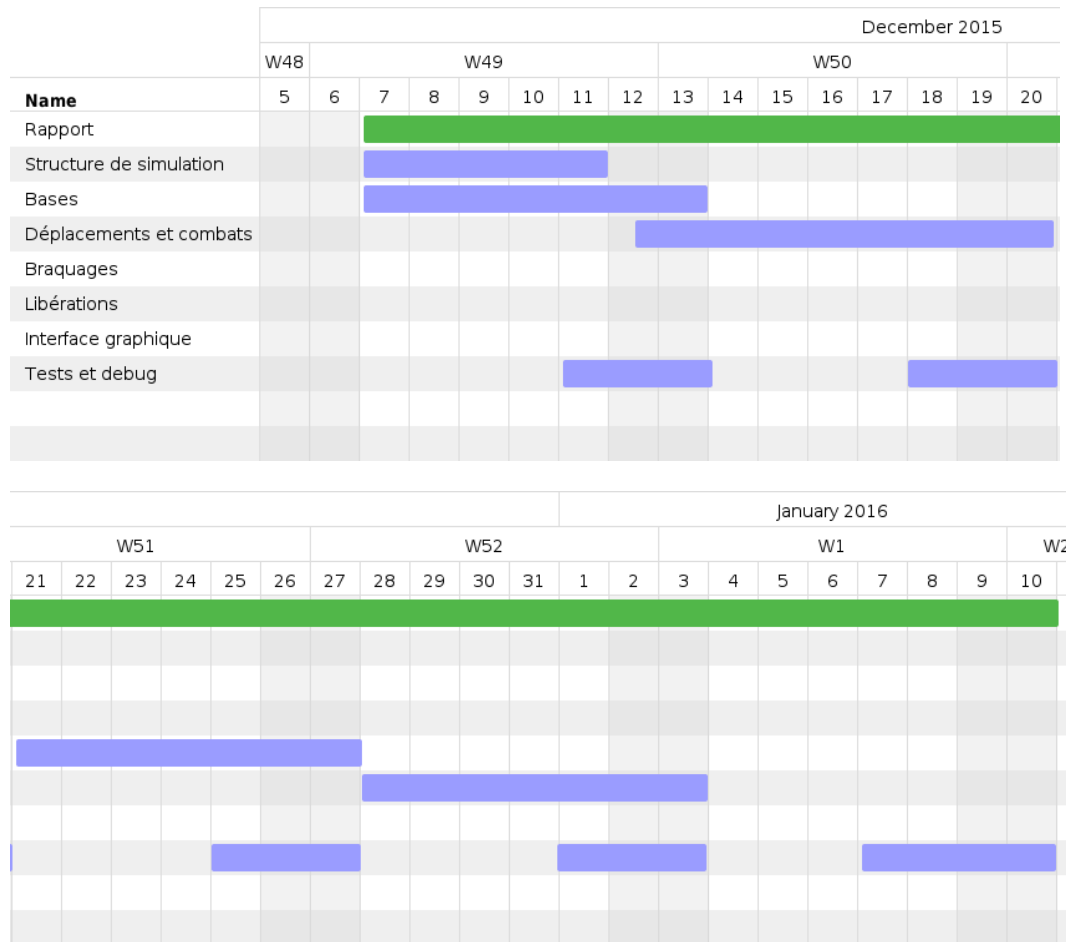 December 2015
W48 W49 W50
Name 5 6 7 8 9 10 11 12 13 14 15 16 17 18 19 20
Rapport
Structure de simulation
Bases
Déplacements et combats
Braquages
Libérations
Interface graphique
Tests et debug
January 2016
W51 W52 W1 W2
21 22 23 24 25 26 27 28 29 30 31 1 2 3 4 5 6 7 8 9 10